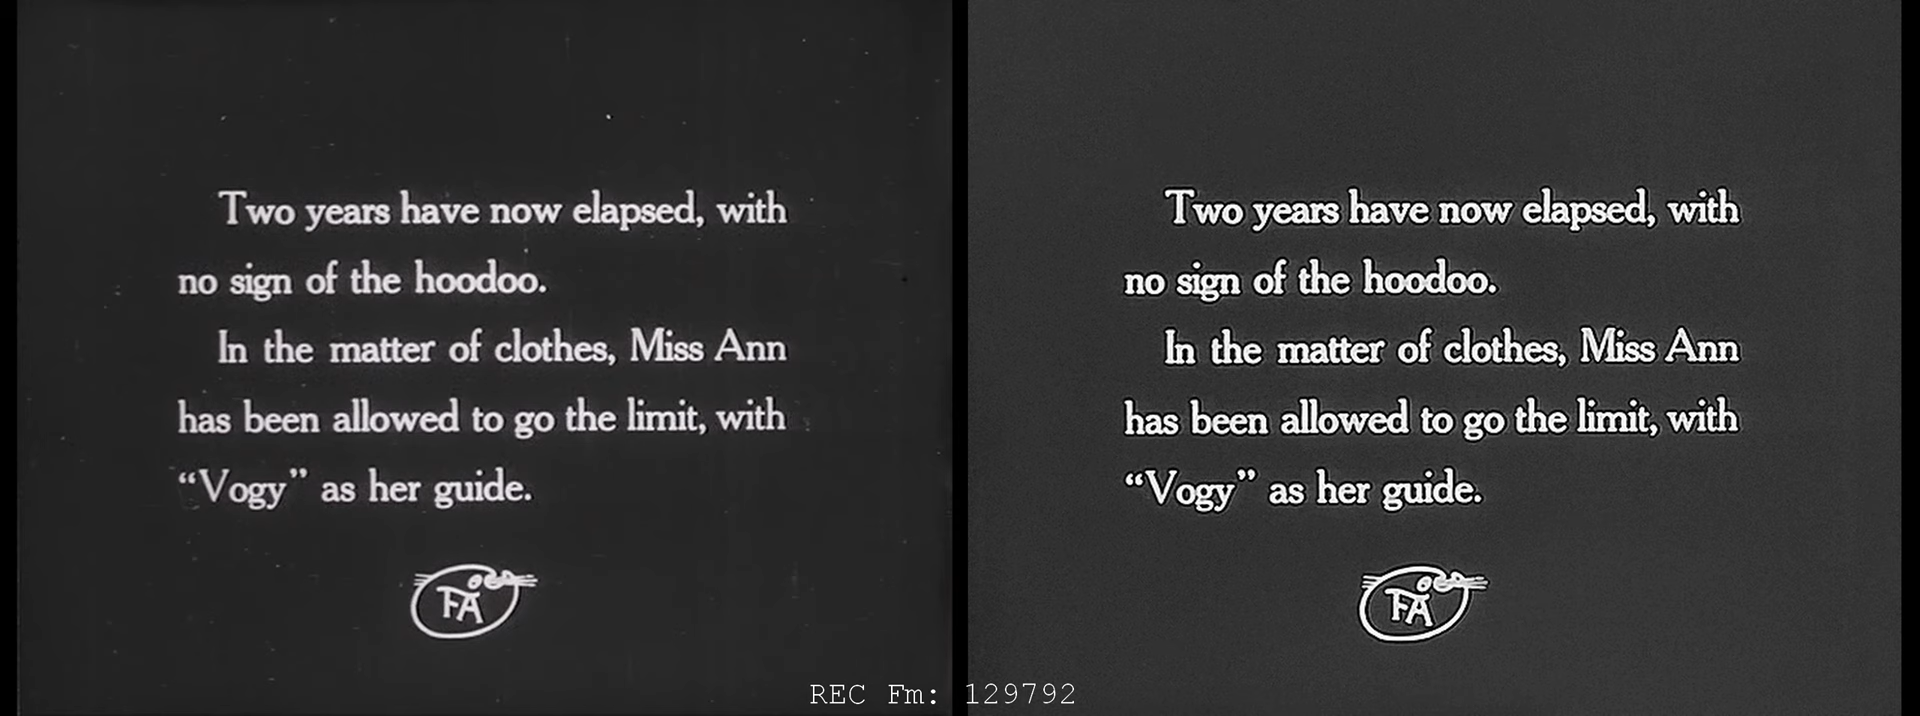 Two years have now elapsed, with
no sign of the hoodoo.
In the matter of clothes, Miss Ann
has been allowed to go the limit, with
“Vogy” as her guide.
FA
Two years have now elapsed, with
no sign of the hoodoo.
In the matter of clothes, Miss Ann
has been allowed to go the limit, with
“Vogy” as her guide.
FA
REC Fm: 129792